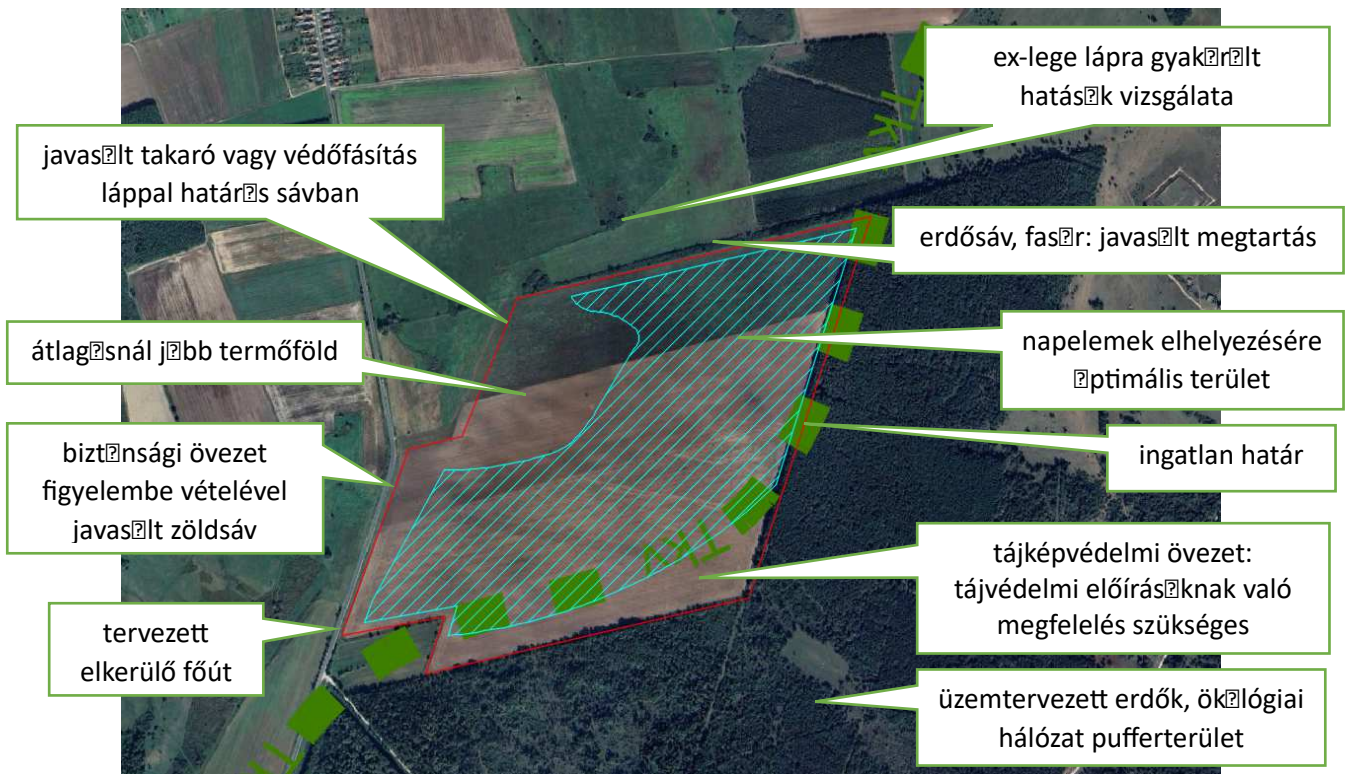 javas⍰lt takaró vagy védőfásítás
láppal határ⍰s sávban
átlag⍰snál j⍰bb termőföld
bizt⍰nsági övezet
figyelembe vételével
javas⍰lt zöldsáv
tervezett
elkerülő főút
ex-lege lápra gyak⍰r⍰lt
hatás⍰k vizsgálata
erdősáv, fas⍰r: javas⍰lt megtartás
napelemek elhelyezésére
⍰ptimális terület
ingatlan határ
tájképvédelmi övezet:
tájvédelmi előírás⍰knak való
megfelelés szükséges
üzemtervezett erdők, ök⍰lógiai
hálózat pufferterület
TKV